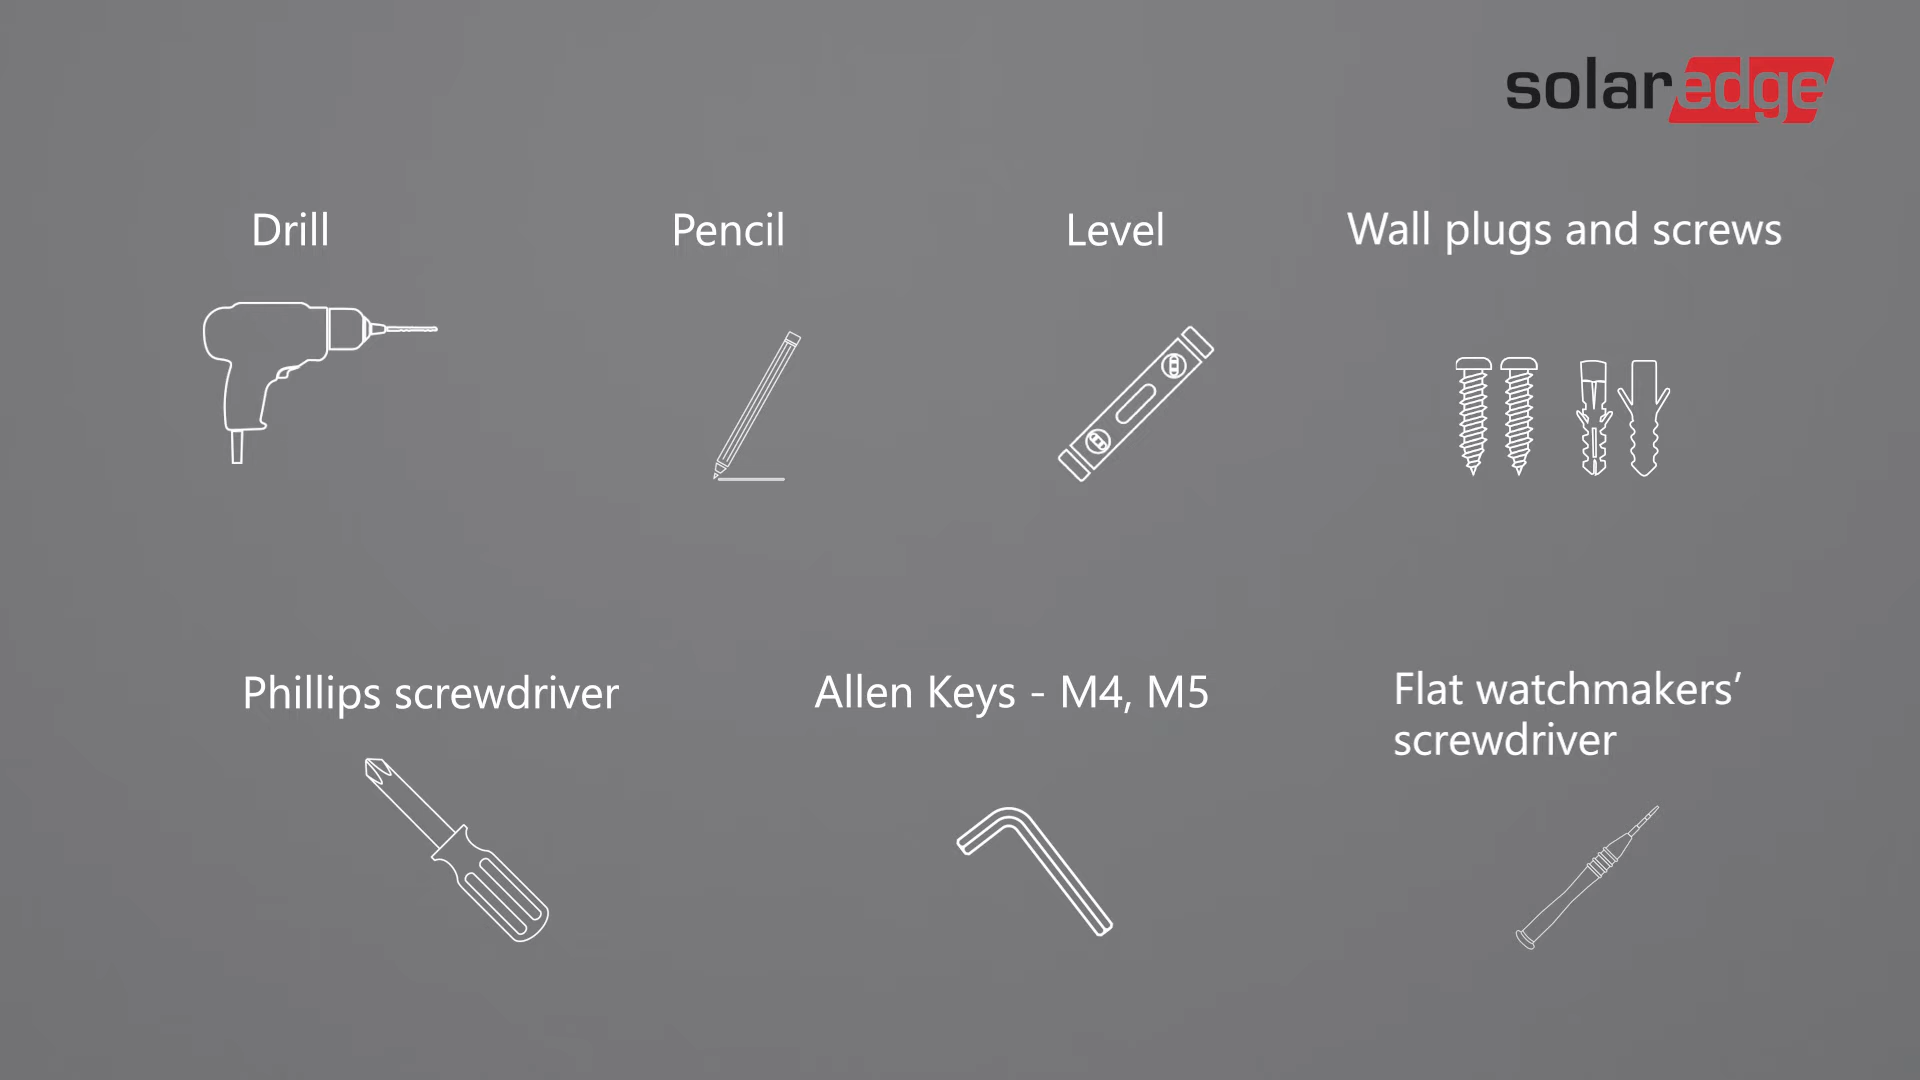 solaredge
Drill
Pencil
Level
Wall plugs and screws
Phillips screwdriver
Allen Keys - M4, M5
Flat watchmakers’
screwdriver